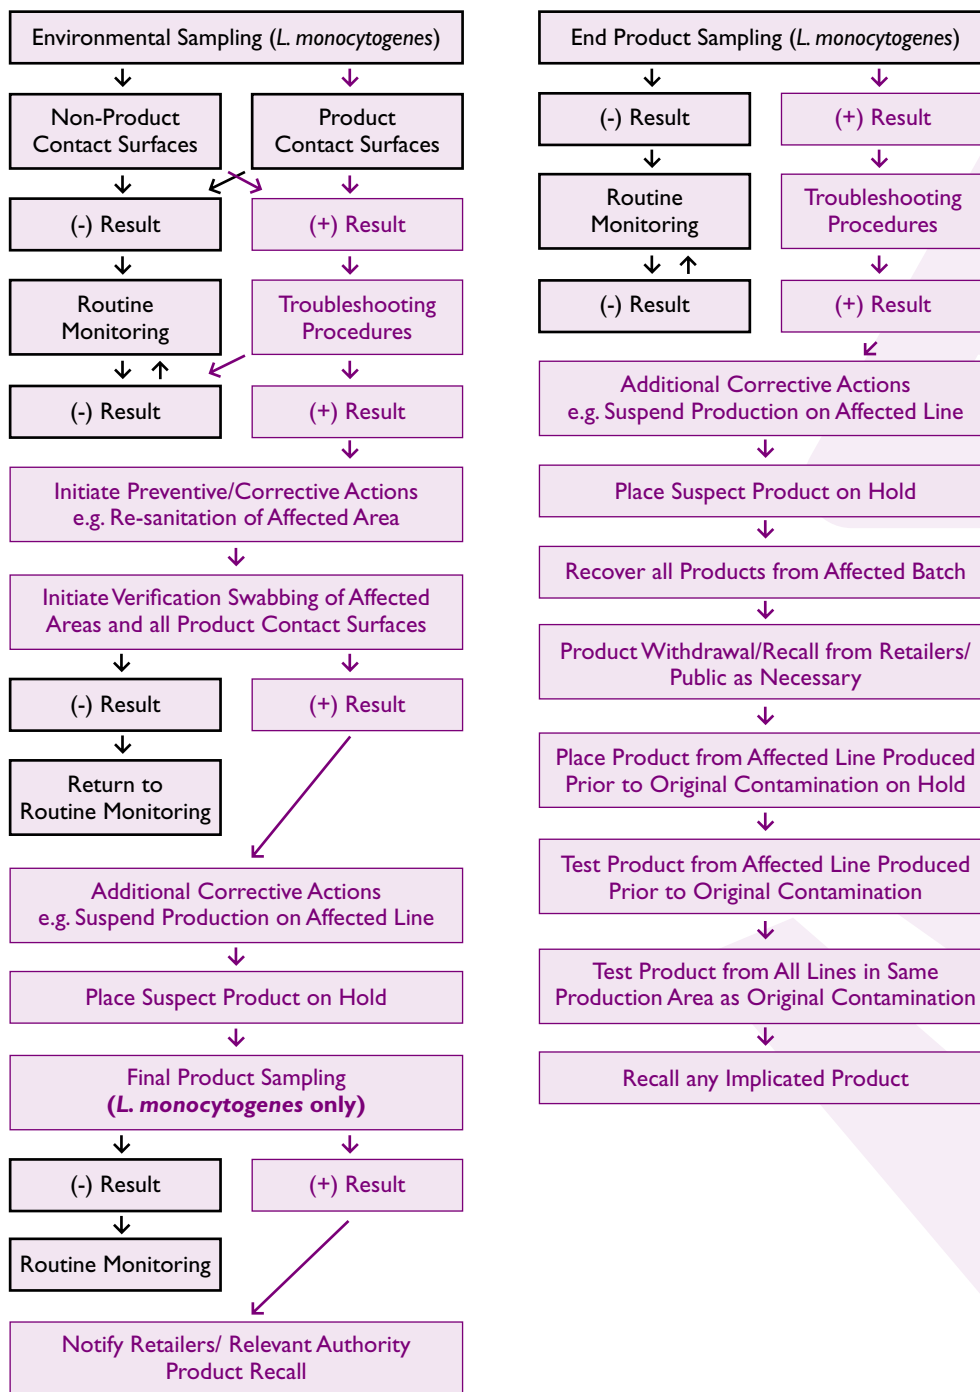 Environmental Sampling (L. monocytogenes)
Non-Product
Contact Surfaces
Product
Contact Surfaces
(-) Result
(+) Result
Routine
Monitoring
Troubleshooting
Procedures
(-) Result
(+) Result
Initiate Preventive/Corrective Actions
e.g. Re-sanitation of Affected Area
Initiate Verification Swabbing of Affected
Areas and all Product Contact Surfaces
(-) Result
(+) Result
Return to
Routine Monitoring
Additional Corrective Actions
e.g. Suspend Production on Affected Line
Place Suspect Product on Hold
Final Product Sampling
(L. monocytogenes only)
(-) Result
(+) Result
Routine Monitoring
Notify Retailers/ Relevant Authority
Product Recall
End Product Sampling (L. monocytogenes)
(-) Result
(+) Result
Routine
Monitoring
Troubleshooting
Procedures
(-) Result
(+) Result
Additional Corrective Actions
e.g. Suspend Production on Affected Line
Place Suspect Product on Hold
Recover all Products from Affected Batch
Product Withdrawal/Recall from Retailers/
Public as Necessary
Place Product from Affected Line Produced
Prior to Original Contamination on Hold
Test Product from Affected Line Produced
Prior to Original Contamination
Test Product from All Lines in Same
Production Area as Original Contamination
Recall any Implicated Product